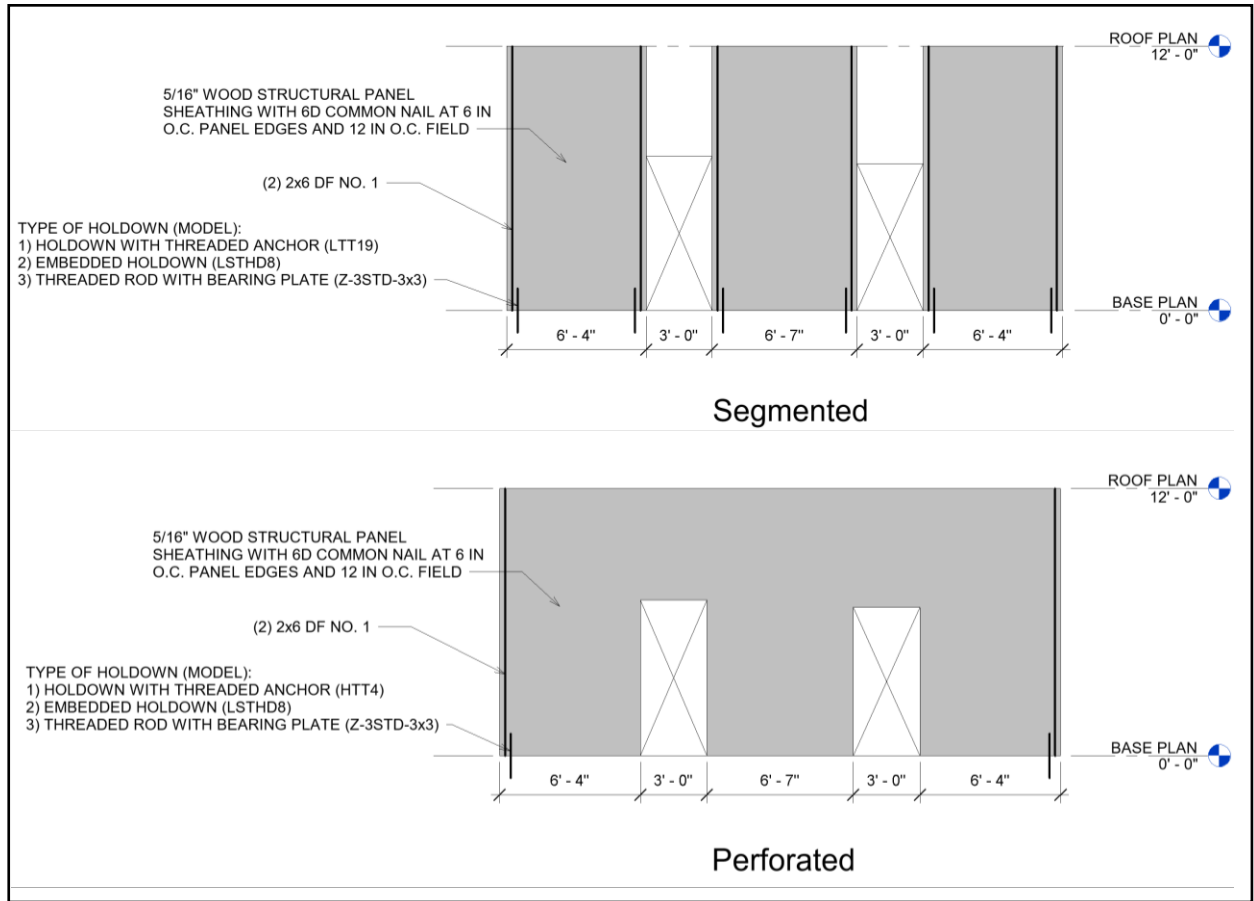 ROOF PLAN
12' - 0"
5/16" WOOD STRUCTURAL PANEL
SHEATHING WITH 6D COMMON NAIL AT 6 IN
O.C. PANEL EDGES AND 12 IN O.C. FIELD
(2) 2x6 DF NO. 1
TYPE OF HOLDOWN (MODEL):
1) HOLDOWN WITH THREADED ANCHOR (LTT19)
2) EMBEDDED HOLDOWN (LSTHD8)
3) THREADED ROD WITH BEARING PLATE (Z-3STD-3x3)
BASE PLAN
0' - 0"
6' - 4" 3' - 0" 6' - 7" 3' - 0" 6' - 4"
Segmented
ROOF PLAN
12' - 0"
5/16" WOOD STRUCTURAL PANEL
SHEATHING WITH 6D COMMON NAIL AT 6 IN
O.C. PANEL EDGES AND 12 IN O.C. FIELD
(2) 2x6 DF NO. 1
TYPE OF HOLDOWN (MODEL):
1) HOLDOWN WITH THREADED ANCHOR (HTT4)
2) EMBEDDED HOLDOWN (LSTHD8)
3) THREADED ROD WITH BEARING PLATE (Z-3STD-3x3)
BASE PLAN
0' - 0"
6' - 4" 3' - 0" 6' - 7" 3' - 0" 6' - 4"
Perforated